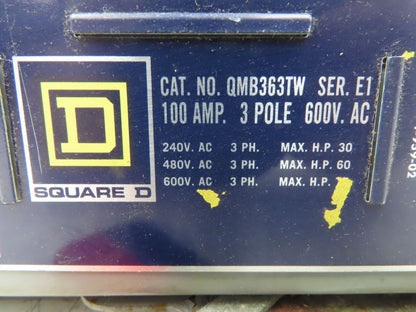 CAT. NO. QMB363TW SER. E1
100 AMP. 3 POLE 600V. AC
240V. AC 3 PH. MAX. H.P. 30
480V. AC 3 PH. MAX. H.P. 60
600V. AC 3 PH. MAX. H.P.
D
SQUARE D